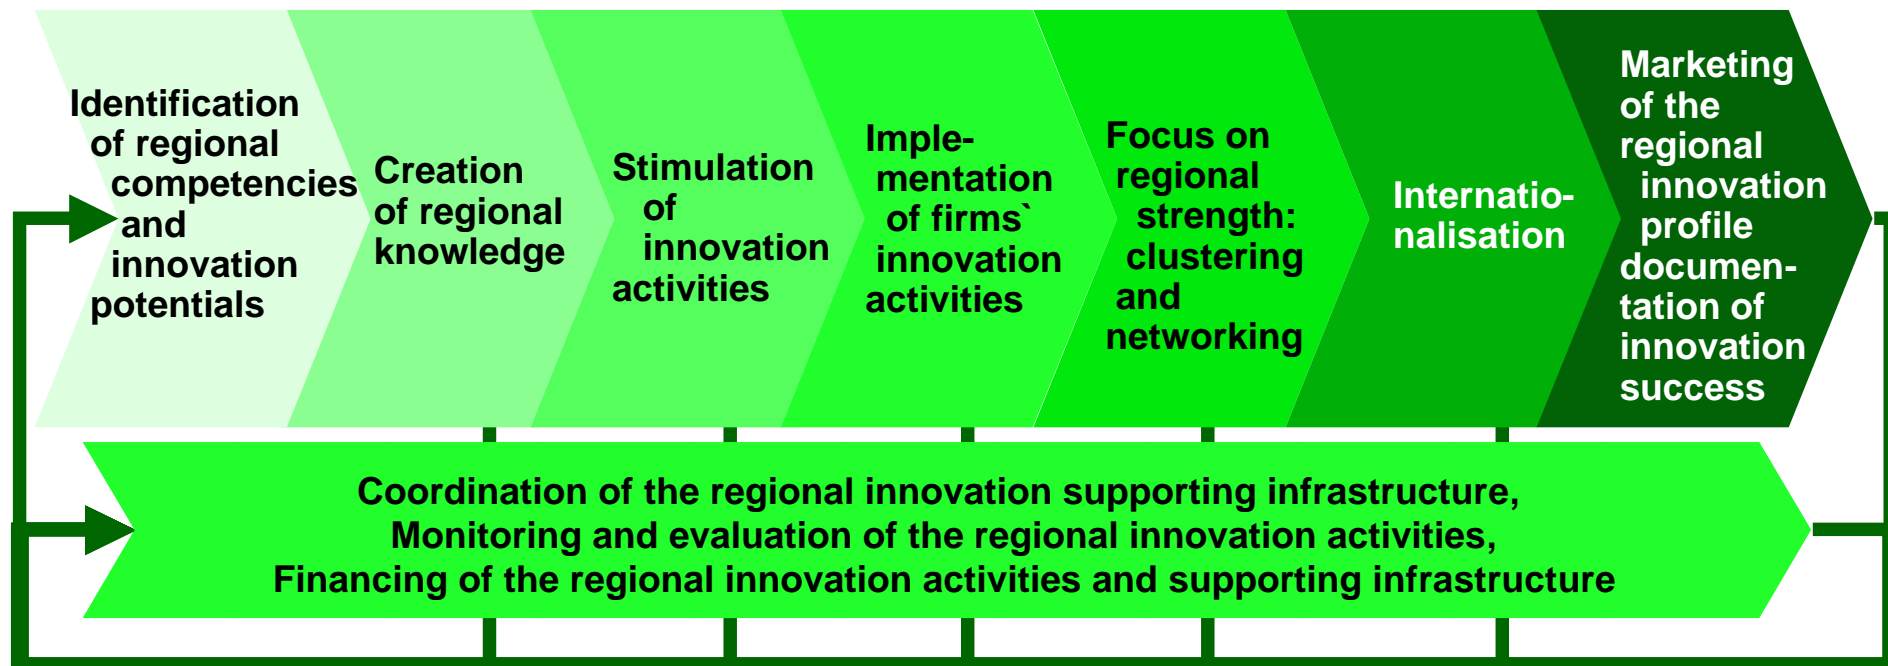 Identification
of regional
competencies
and
innovation
potentials
Creation
of regional
knowledge
Stimulation
of
innovation
activities
Imple-
mentation
of firms`
innovation
activities
Focus on
regional
strength:
clustering
and
networking
Internatio-
nalisation
Marketing
of the
regional
innovation
profile
documen-
tation of
innovation
success
Coordination of the regional innovation supporting infrastructure,
Monitoring and evaluation of the regional innovation activities,
Financing of the regional innovation activities and supporting infrastructure